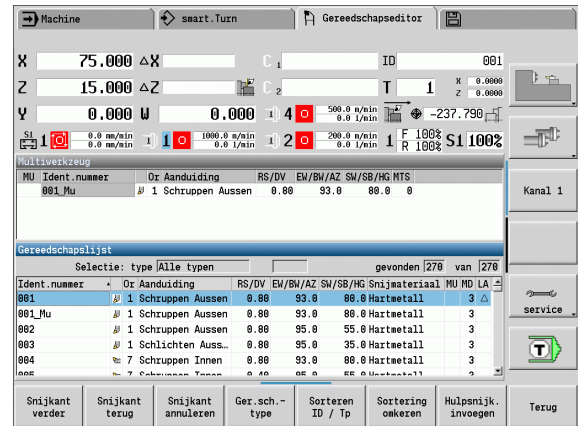 Machine smart.Turn Gereedschapseditor
X 75.000 △X C 1 ID 001
Z 15.000 △Z C 2 T 1 X 0.0000 Z 0.0000
Y 0.000 W 0.000 4 500.0 m/min 0.0 1/min -237.790
S1 1 0.0 mm/min 0.0 m/min 1 1000.0 m/min 0.0 1/min 2 200.0 m/min 0.0 1/min 1 F 100% R 100% S1 100%
Multiwerkzeug
MU Ident.nummer Or Aanduiding RS/DV EW/BW/AZ SW/SB/HG MTS
001_Mu 1 Schruppen Aussen 0.80 93.0 80.0 0
Kanal 1
Gereedschapslijst
Selectie: type Alle typen gevonden 270 van 270
Ident.nummer Or Aanduiding RS/DV EW/BW/AZ SW/SB/HG Snijmateriaal MU MD LA
001 1 Schruppen Aussen 0.80 93.0 80.0 Hartmetall 3 △
001_Mu 1 Schruppen Aussen 0.80 93.0 80.0 Hartmetall 3
002 1 Schruppen Aussen 0.80 95.0 55.0 Hartmetall 3
003 1 Schlichten Auss… 0.80 95.0 35.0 Hartmetall 3
004 7 Schruppen Innen 0.80 93.0 80.0 Hartmetall 3
service
T
Snijkant verder
Snijkant terug
Snijkant annuleren
Ger.sch.- type
Sorteren ID / Tp
Sortering omkeren
Hulpsnijk. invoegen
Terug